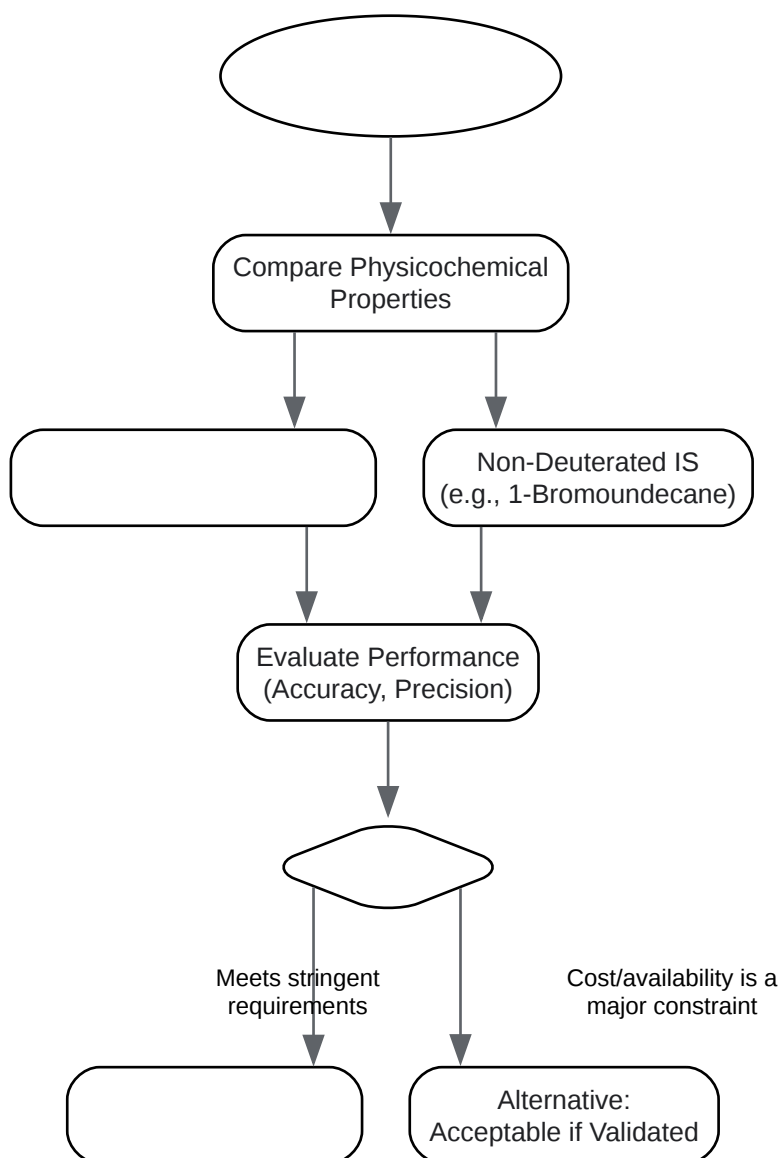 Compare Physicochemical
Properties
Non-Deuterated IS
(e.g., 1-Bromoundecane)
Evaluate Performance
(Accuracy, Precision)
Meets stringent
requirements
Cost/availability is a
major constraint
Alternative:
Acceptable if Validated